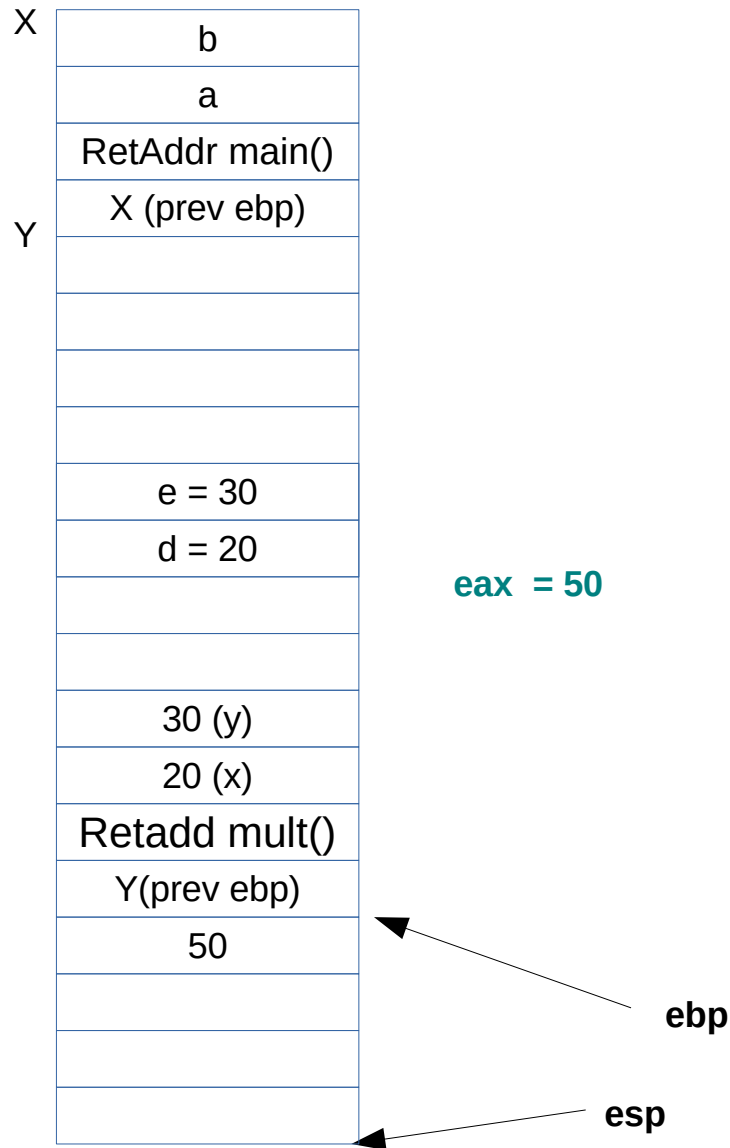 X
b
a
RetAddr main()
X (prev ebp)
Y
e = 30
d = 20
eax  = 50
30 (y)
20 (x)
Retadd mult()
Y(prev ebp)
50
ebp
esp